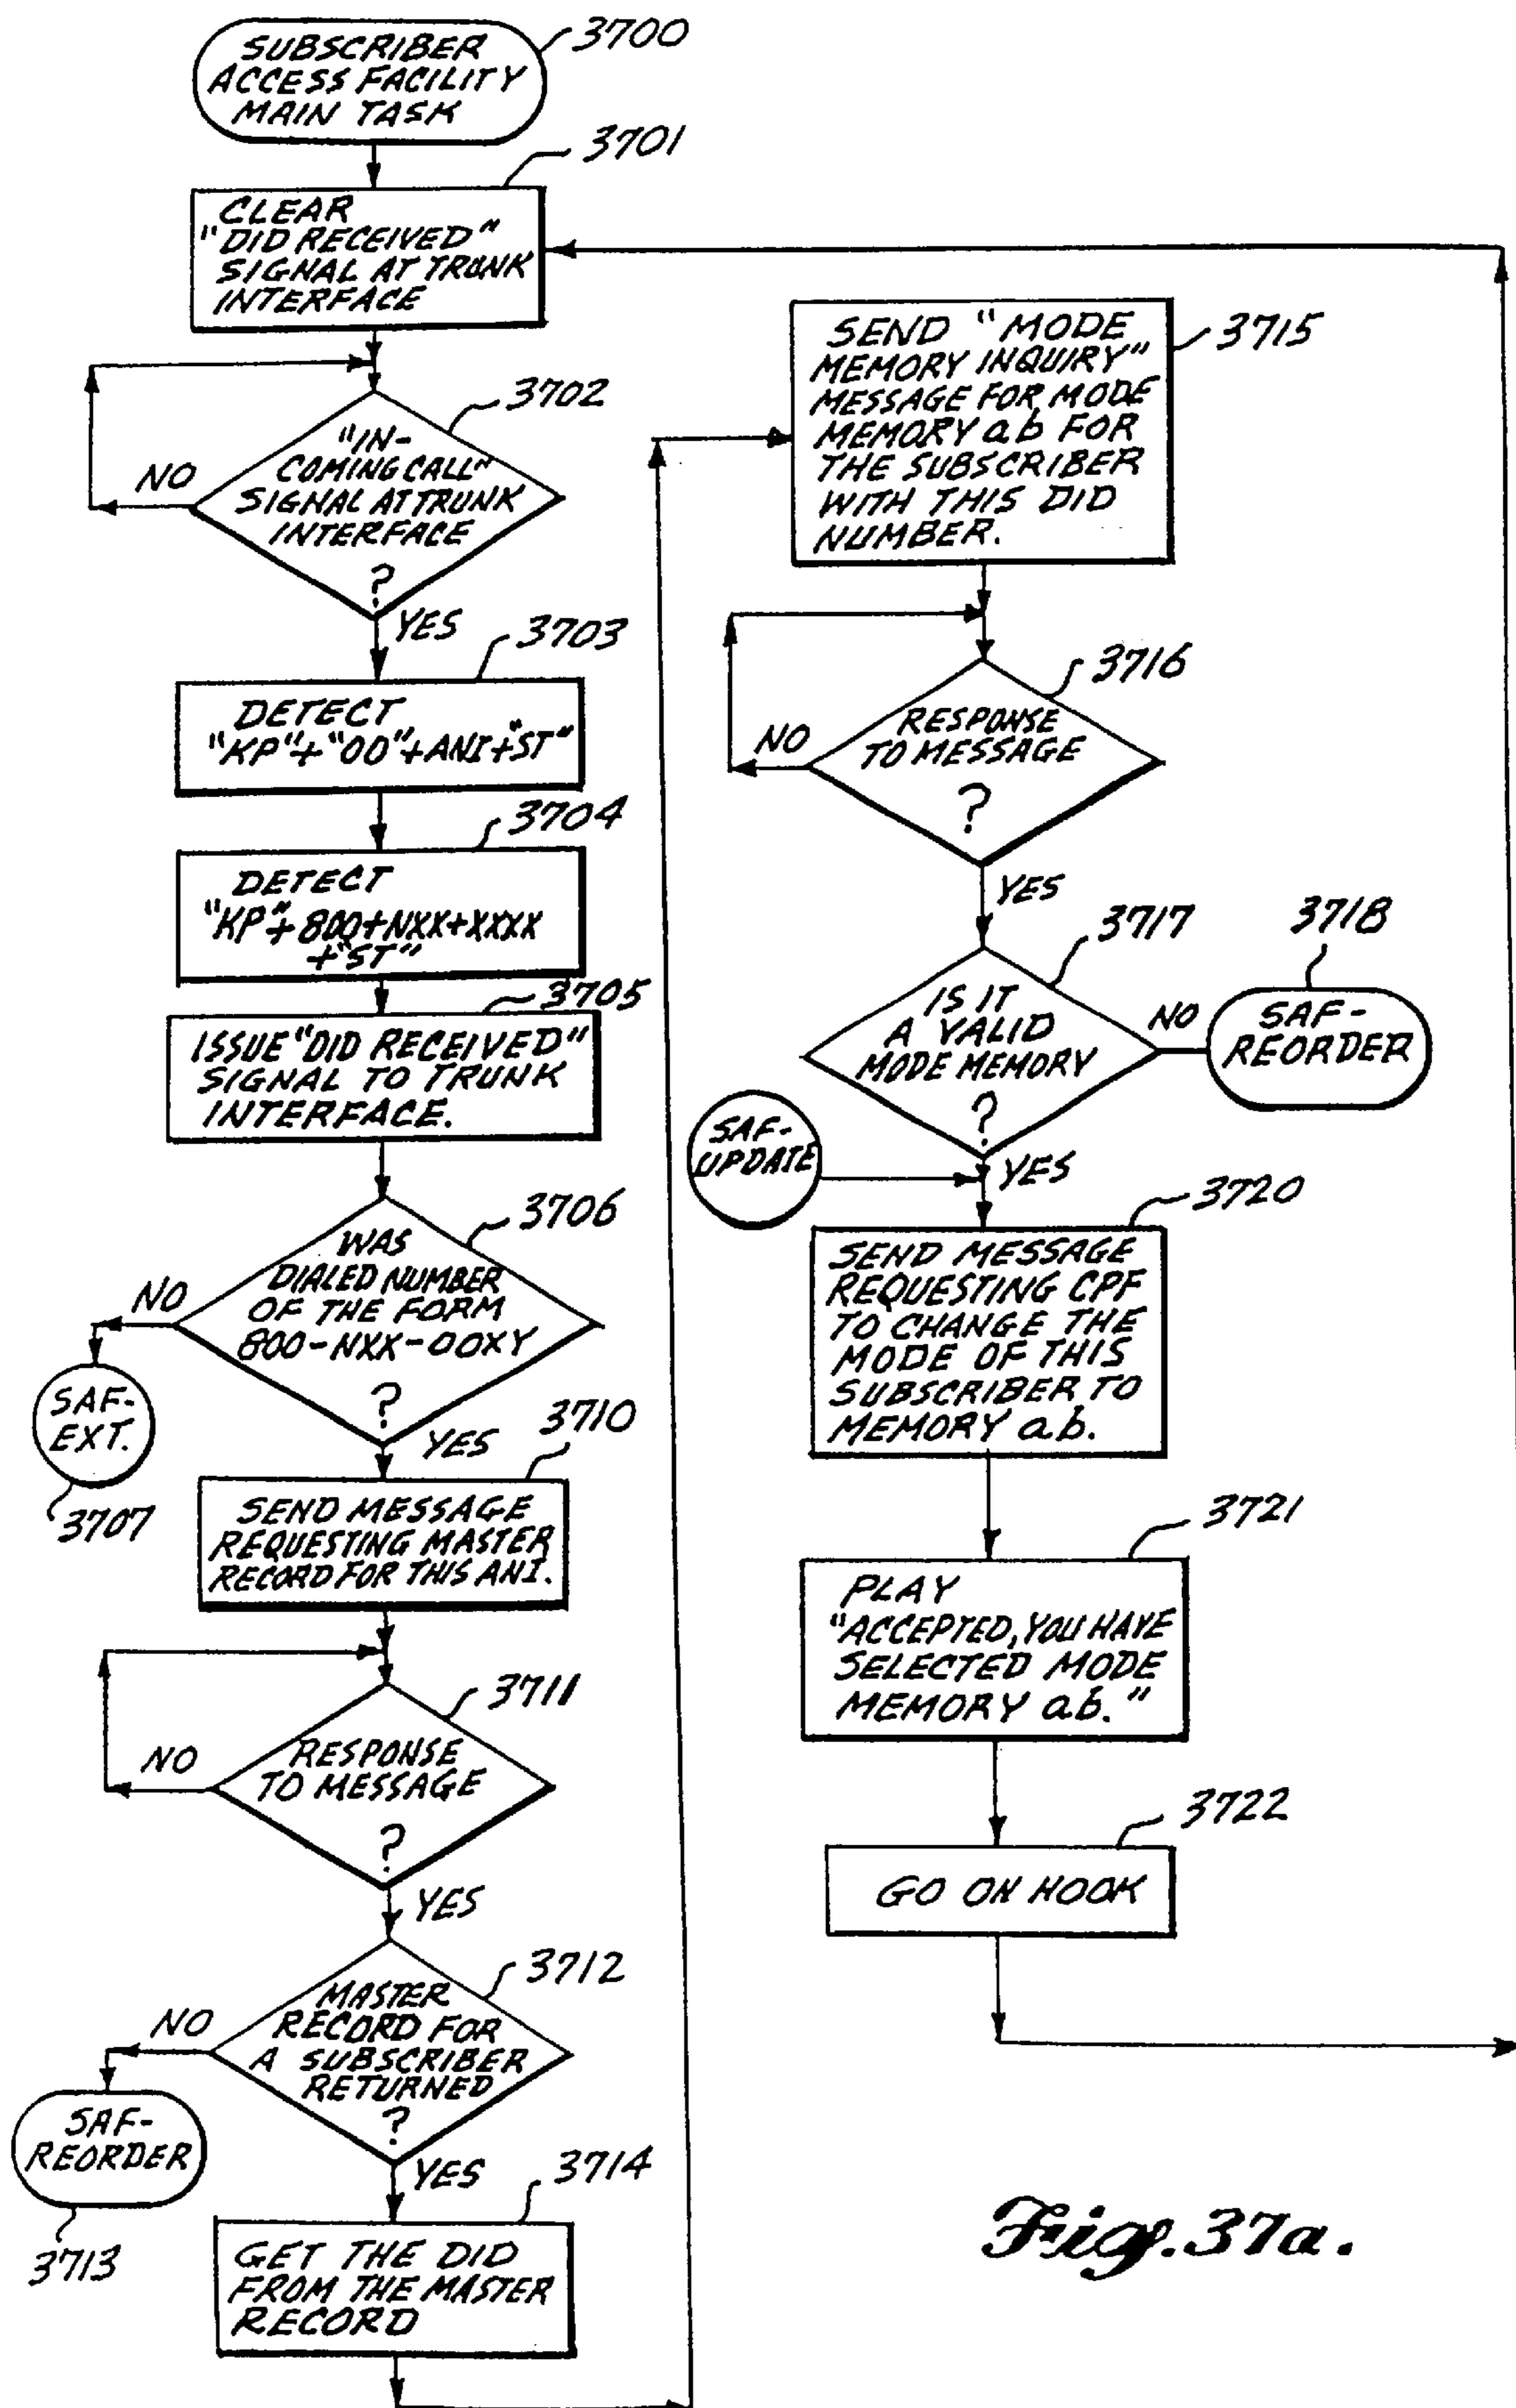 SUBSCRIBER
ACCESS FACILITY
MAIN TASK
3700
3701
CLEAR
"DID RECEIVED"
SIGNAL AT TRUNK
INTERFACE
3702
"IN-
COMING CALL"
SIGNAL AT TRUNK
INTERFACE
?
NO
YES
3703
DETECT
"KP"+"00"+ANI+"ST"
3704
DETECT
"KP"+800+NXX+XXXX
+"ST"
3705
ISSUE "DID RECEIVED"
SIGNAL TO TRUNK
INTERFACE.
3706
WAS
DIALED NUMBER
OF THE FORM
800-NXX-00XY
?
NO
SAF-
EXT.
3707
YES
3710
SEND MESSAGE
REQUESTING MASTER
RECORD FOR THIS ANI.
3711
RESPONSE
TO MESSAGE
?
NO
YES
3712
MASTER
RECORD FOR
A SUBSCRIBER
RETURNED
?
NO
SAF-
REORDER
3713
YES
3714
GET THE DID
FROM THE MASTER
RECORD
SEND "MODE
MEMORY INQUIRY"
MESSAGE FOR MODE
MEMORY ab FOR
THE SUBSCRIBER
WITH THIS DID
NUMBER.
3715
3716
RESPONSE
TO MESSAGE
?
NO
YES
3717
IS IT
A VALID
MODE MEMORY
?
NO
3718
SAF-
REORDER
SAF-
UPDATE
YES
3720
SEND MESSAGE
REQUESTING CPF
TO CHANGE THE
MODE OF THIS
SUBSCRIBER TO
MEMORY ab.
3721
PLAY
"ACCEPTED, YOU HAVE
SELECTED MODE
MEMORY ab."
3722
GO ON HOOK
Fig. 37a.